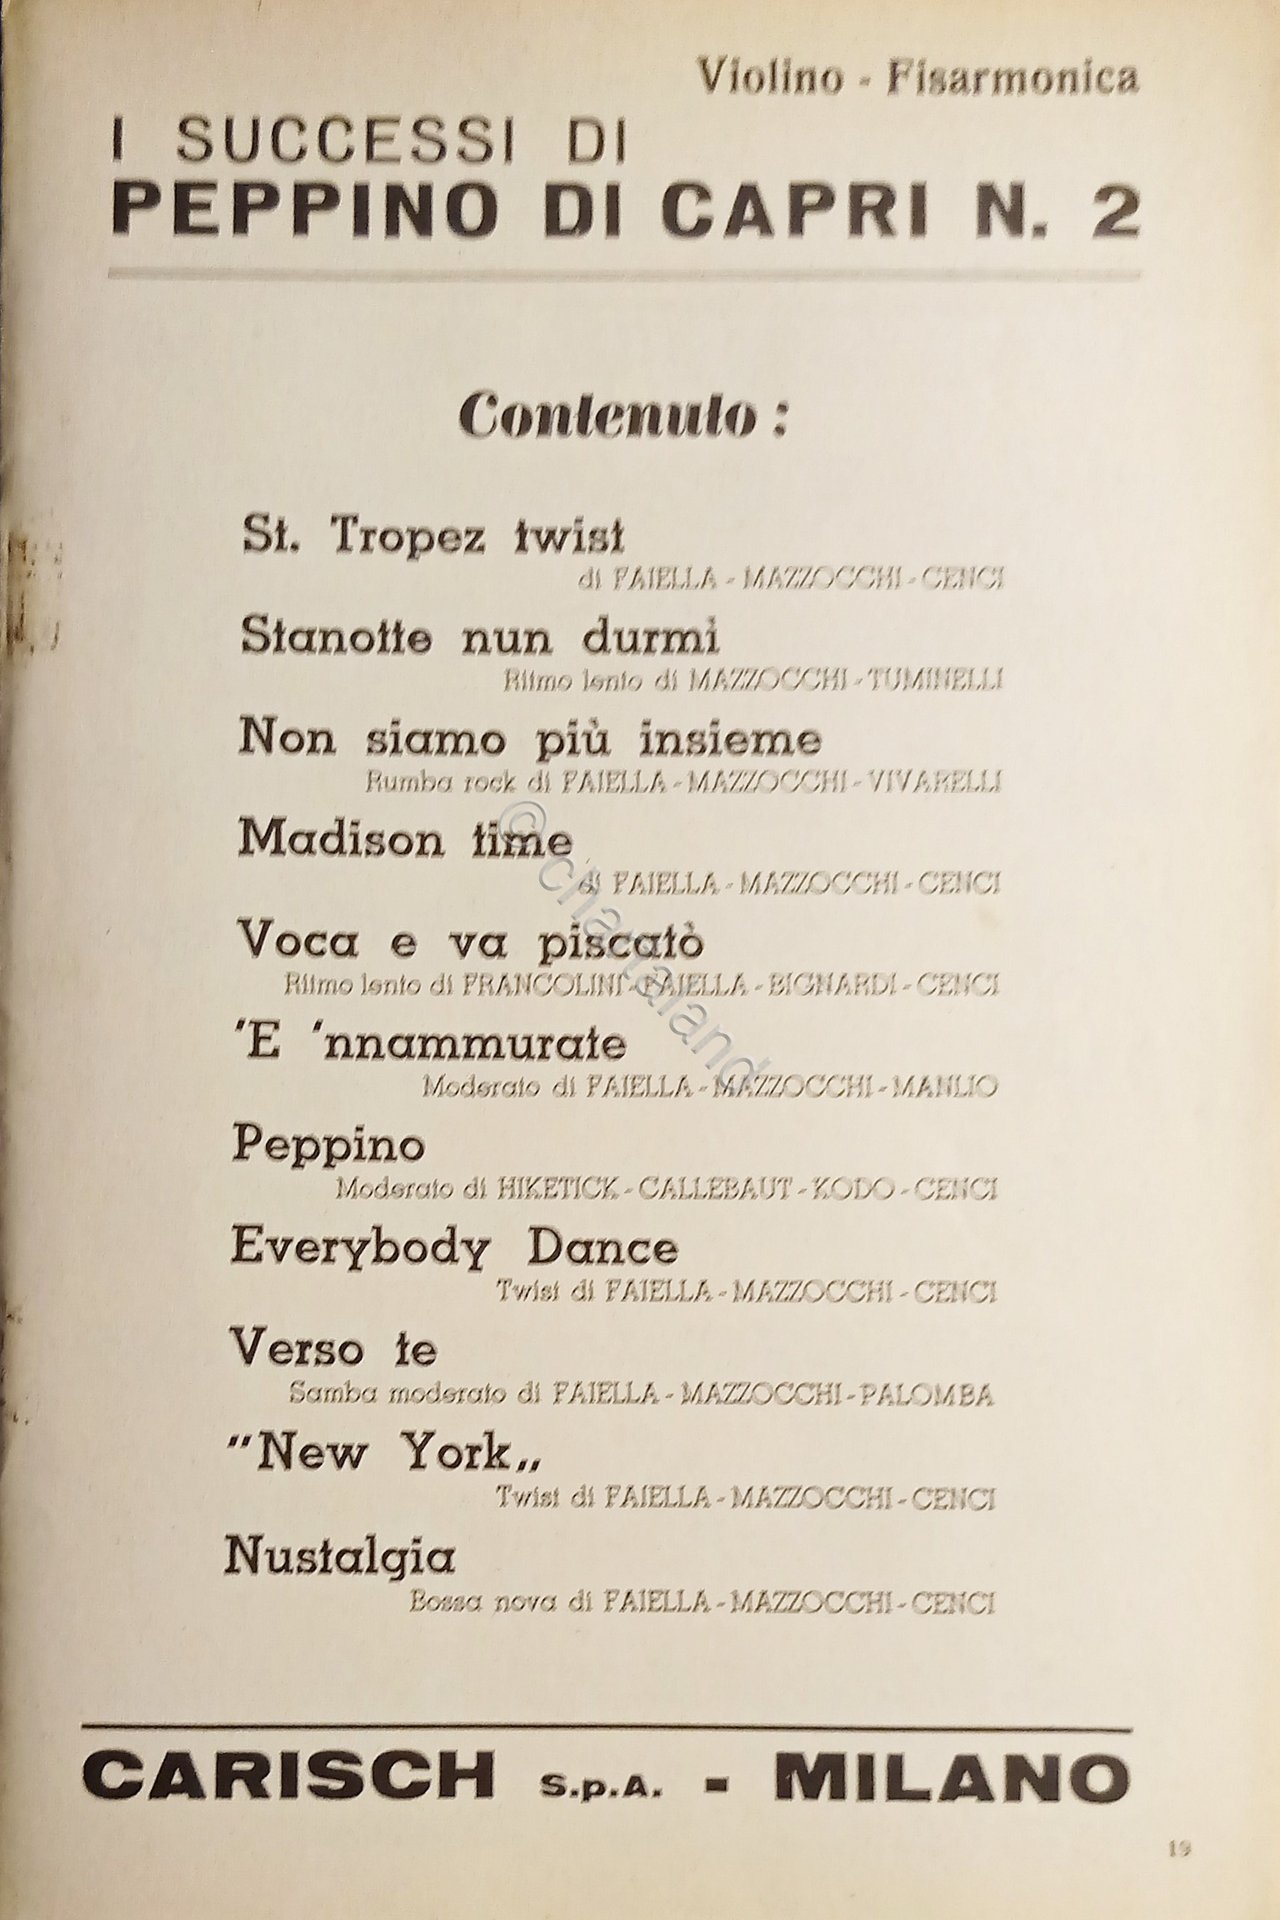 Violino - Fisarmonica
I SUCCESSI DI
PEPPINO DI CAPRI N. 2
Contenuto :
St. Tropez twist
di FAIELLA - MAZZOCCHI - CENCI
Stanotte nun durmì
Ritmo lento di MAZZOCCHI - TUMINELLI
Non siamo più insieme
Rumba rock di FAIELLA - MAZZOCCHI - VIVARELLI
Madison time
di FAIELLA - MAZZOCCHI - CENCI
Voca e va piscatò
Ritmo lento di FRANCOLINI - FAIELLA - BIGNARDI - CENCI
'E 'nnammurate
Moderato di FAIELLA - MAZZOCCHI - MANLIO
Peppino
Moderato di HIKETICK - CALLEBAUT - KODO - CENCI
Everybody Dance
Twist di FAIELLA - MAZZOCCHI - CENCI
Verso te
Samba moderato di FAIELLA - MAZZOCCHI - PALOMBA
"New York„
Twist di FAIELLA - MAZZOCCHI - CENCI
Nustalgia
Bossa nova di FAIELLA - MAZZOCCHI - CENCI
CARISCH S.p.A. - MILANO
19
© chartaland